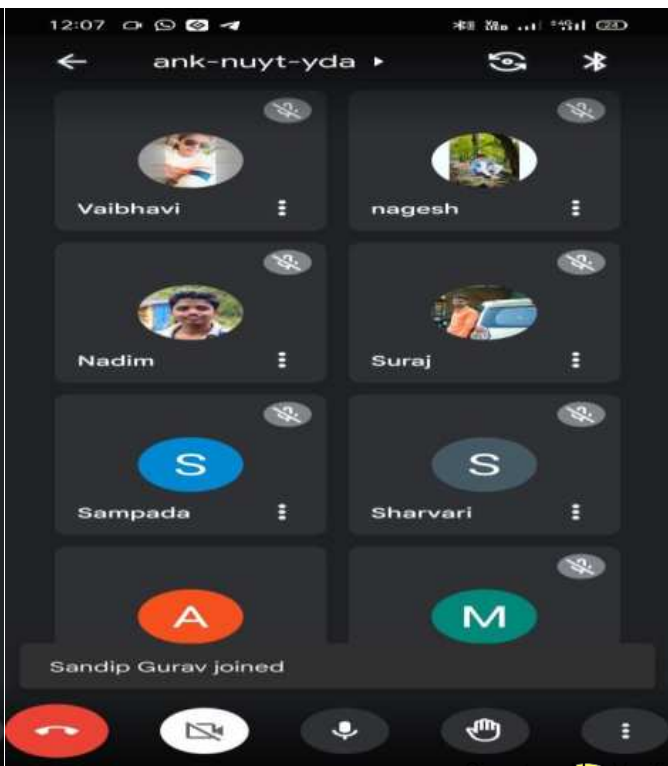 12:07
ank-nuyt-yda
Vaibhavi nagesh
Nadim Suraj
S S
Sampada Sharvari
A M
Sandip Gurav joined